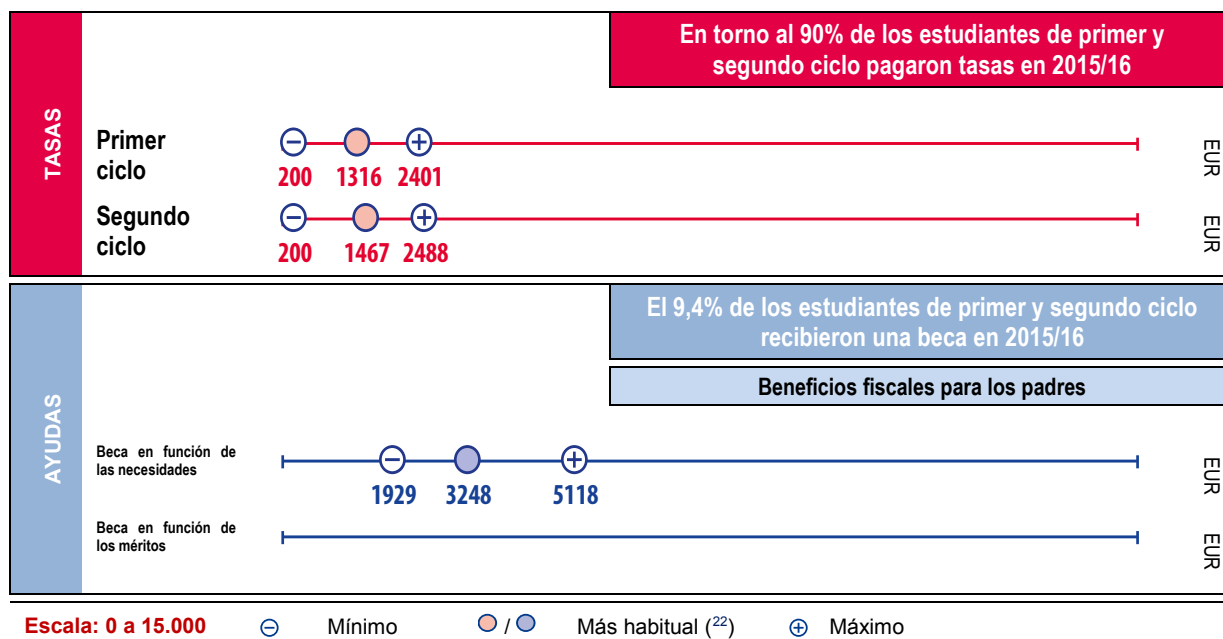 En torno al 90% de los estudiantes de primer y
segundo ciclo pagaron tasas en 2015/16
TASAS
Primer
ciclo
200 1316 2401
EUR
Segundo
ciclo
200 1467 2488
EUR
El 9,4% de los estudiantes de primer y segundo ciclo
recibieron una beca en 2015/16
Beneficios fiscales para los padres
AYUDAS
Beca en función de
las necesidades
1929 3248 5118
EUR
Beca en función de
los méritos
EUR
Escala: 0 a 15.000 Mínimo / Más habitual (22) Máximo